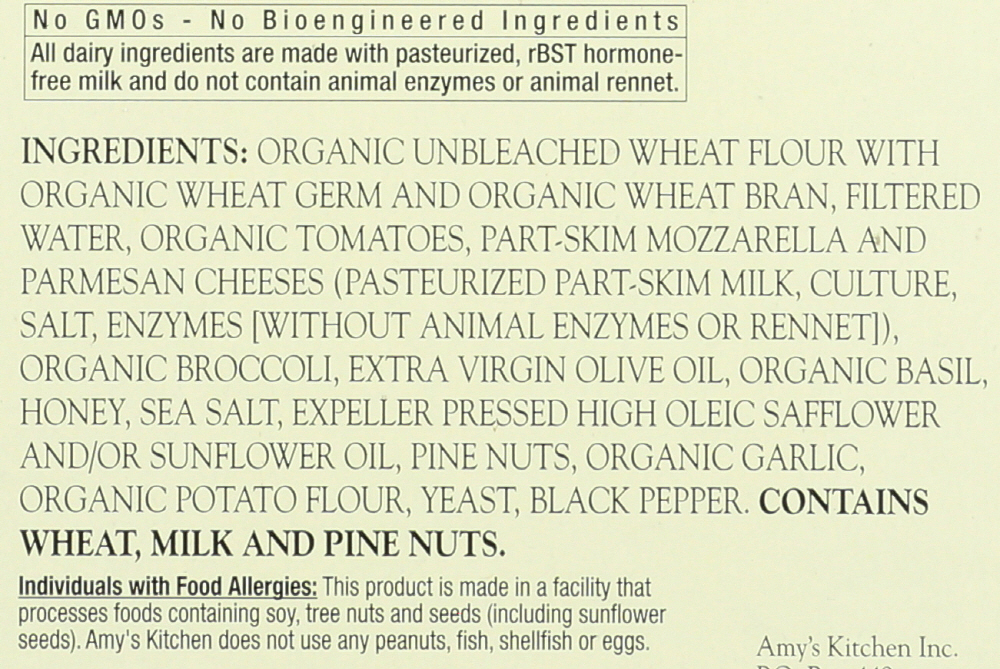 No GMOs - No Bioengineered Ingredients
All dairy ingredients are made with pasteurized, rBST hormone-
free milk and do not contain animal enzymes or animal rennet.
INGREDIENTS: ORGANIC UNBLEACHED WHEAT FLOUR WITH
ORGANIC WHEAT GERM AND ORGANIC WHEAT BRAN, FILTERED
WATER, ORGANIC TOMATOES, PART-SKIM MOZZARELLA AND
PARMESAN CHEESES (PASTEURIZED PART-SKIM MILK, CULTURE,
SALT, ENZYMES [WITHOUT ANIMAL ENZYMES OR RENNET]),
ORGANIC BROCCOLI, EXTRA VIRGIN OLIVE OIL, ORGANIC BASIL,
HONEY, SEA SALT, EXPELLER PRESSED HIGH OLEIC SAFFLOWER
AND/OR SUNFLOWER OIL, PINE NUTS, ORGANIC GARLIC,
ORGANIC POTATO FLOUR, YEAST, BLACK PEPPER. CONTAINS
WHEAT, MILK AND PINE NUTS.
Individuals with Food Allergies: This product is made in a facility that
processes foods containing soy, tree nuts and seeds (including sunflower
seeds). Amy's Kitchen does not use any peanuts, fish, shellfish or eggs.
Amy's Kitchen Inc.